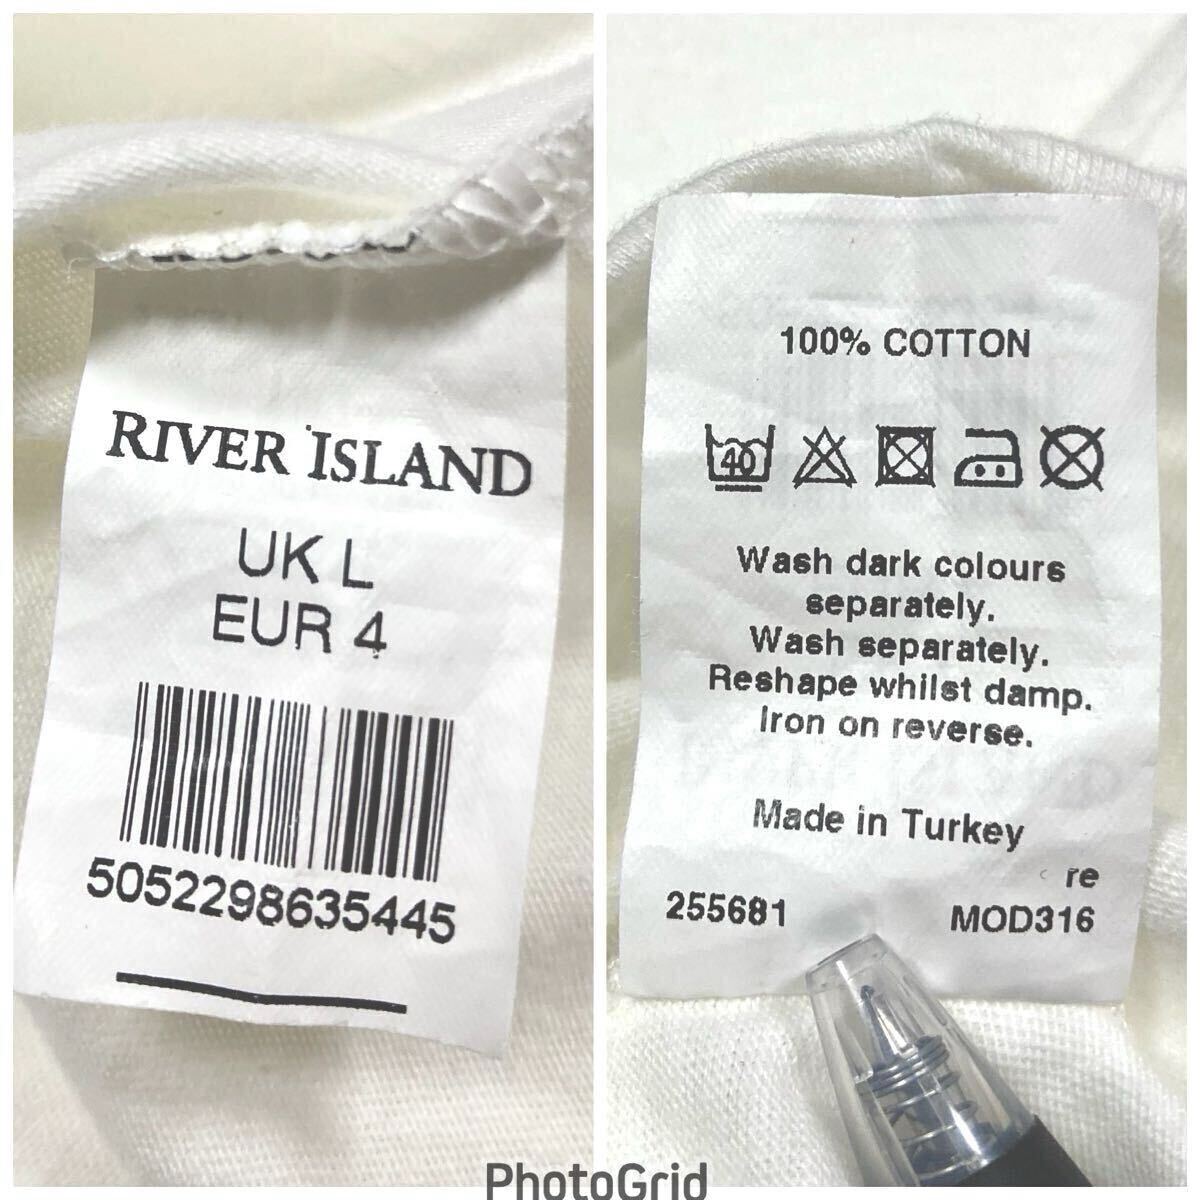 RIVER ISLAND
UK L
EUR 4
5052298635445
100% COTTON
40
Wash dark colours
separately.
Wash separately.
Reshape whilst damp.
Iron on reverse.
Made in Turkey
re
255681 MOD316
PhotoGrid